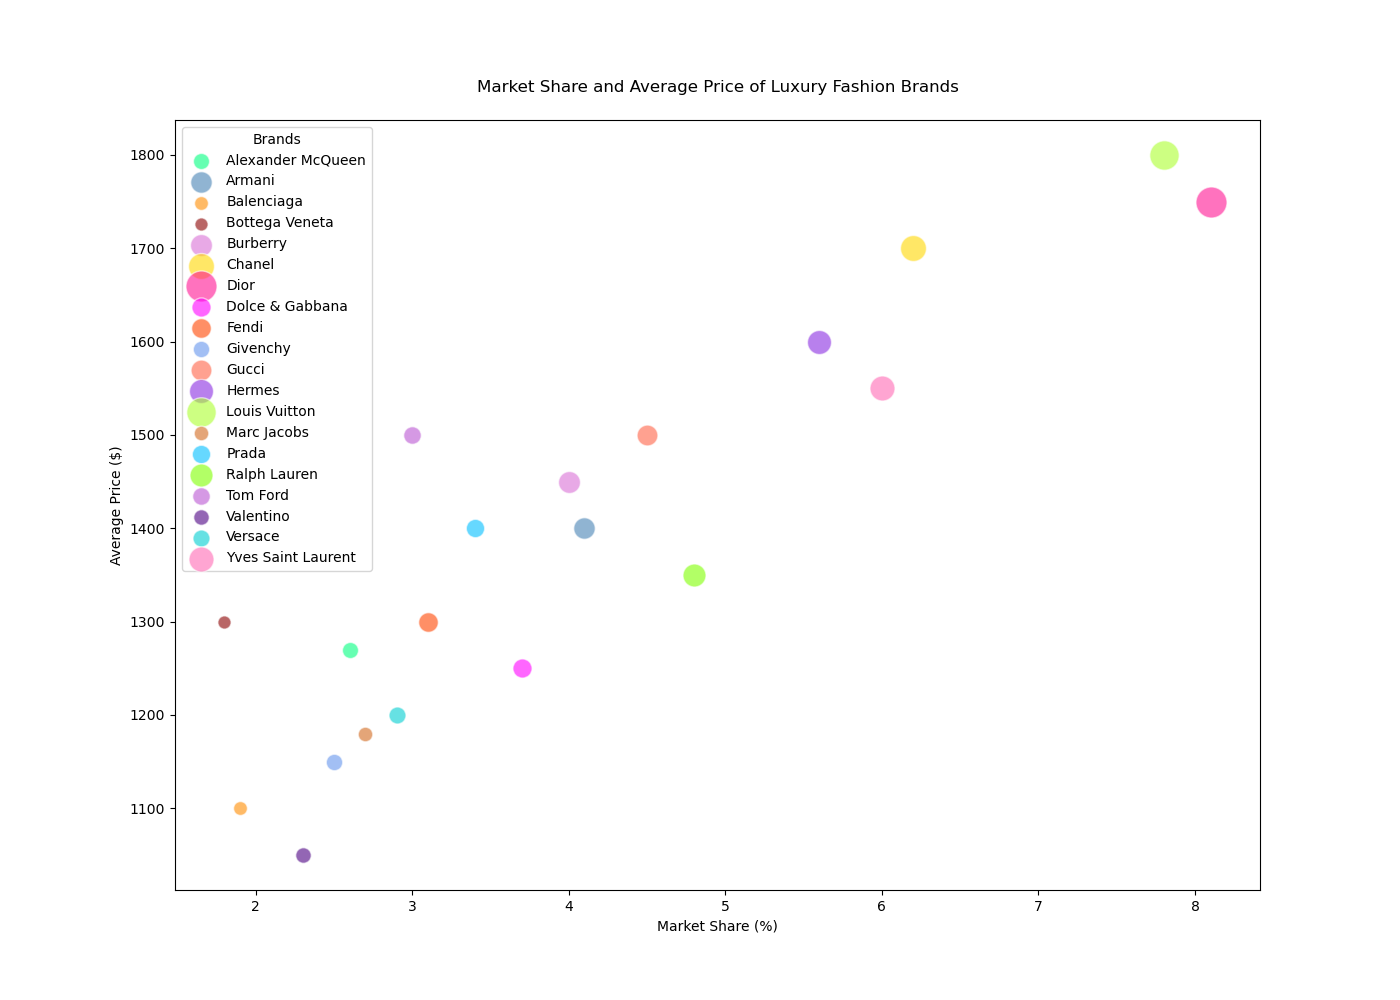 Market Share and Average Price of Luxury Fashion Brands
Brands
Alexander McQueen
Armani
Balenciaga
Bottega Veneta
Burberry
Chanel
Dior
Dolce & Gabbana
Fendi
Givenchy
Gucci
Hermes
Louis Vuitton
Marc Jacobs
Prada
Ralph Lauren
Tom Ford
Valentino
Versace
Yves Saint Laurent
Average Price ($)
1800
1700
1600
1500
1400
1300
1200
1100
2 3 4 5 6 7 8
Market Share (%)